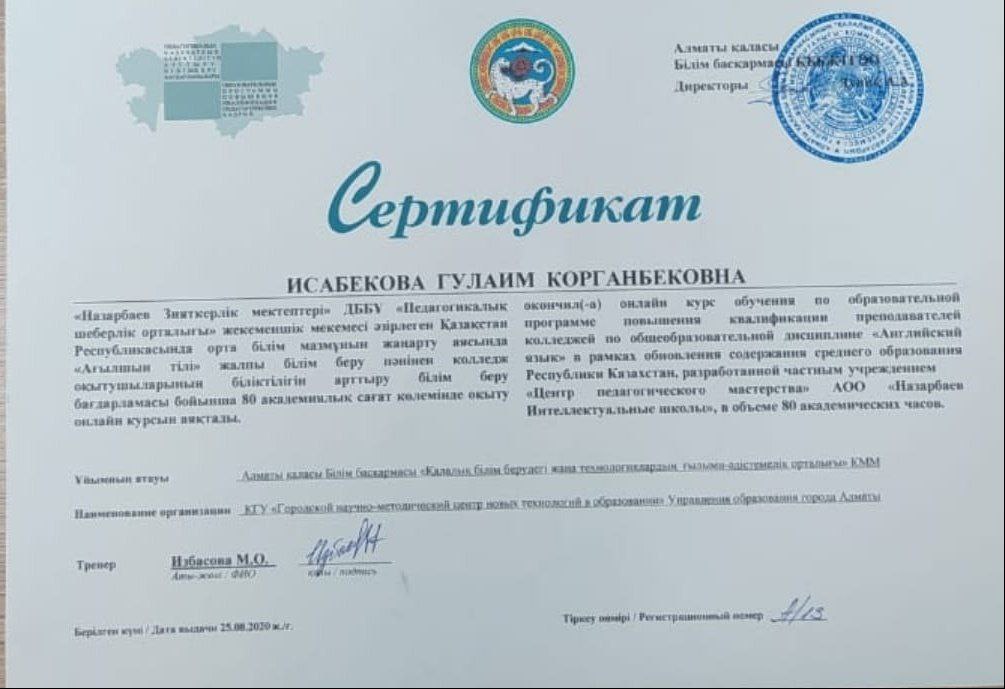 Алматы қаласы
Білім басқармасы
Директоры
Сертификат
ИСАБЕКОВА ГУЛАИМ КОРГАНБЕКОВНА
«Назарбаев Зияткерлік мектептері» ДББҰ «Педагогикалық
шеберлік орталығы» жекеменшік мекемесі әзірлеген Қазақстан
Республикасында орта білім мазмұнын жаңарту аясында
«Ағылшын тілі» жалпы білім беру пәнінен колледж
оқытушыларының біліктілігін арттыру білім беру
бағдарламасы бойынша 80 академиялық сағат көлемінде оқыту
онлайн курсын аяқтады.
окончил(-а) онлайн курс обучения по образовательной
программе повышения квалификации преподавателей
колледжей по общеобразовательной дисциплине «Английский
язык» в рамках обновления содержания среднего образования
Республики Казахстан, разработанной частным учреждением
«Центр педагогического мастерства» АОО «Назарбаев
Интеллектуальные школы», в объеме 80 академических часов.
Ұйымның атауы Алматы қаласы Білім басқармасы «Қалалық білім берудегі жаңа технологиялардың ғылыми-әдістемелік орталығы» КММ
Наименование организации КГУ «Городской научно-методический центр новых технологий в образовании» Управления образования города Алматы
Тренер Избасова М.О.
Аты-жөні / ФИО қолы / подпись
Тіркеу нөмірі / Регистрационный номер
Берілген күні / Дата выдачи 25.08.2020 ж./г.